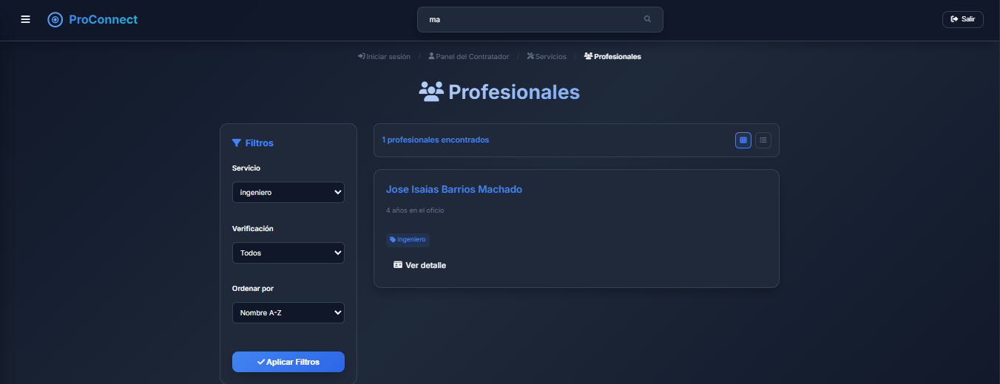 ProConnect
ma
Salir
Iniciar sesión / Panel del Contratador / Servicios / Profesionales
Profesionales
Filtros
Servicio
ingeniero
Verificación
Todos
Ordenar por
Nombre A-Z
Aplicar Filtros
1 profesionales encontrados
Jose Isaias Barrios Machado
4 años en el oficio
ingeniero
Ver detalle